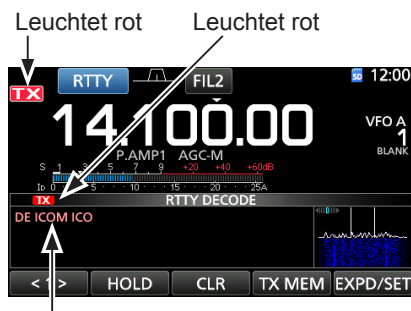 Leuchtet rot Leuchtet rot
RTTY FIL2 SD 12:00
TX
14.100.00
VFO A
1
BLANK
P.AMP1 AGC-M
S 1 3 5 7 9 +20 +40 +60dB
ID 0 5 10 15 20 25A
TX RTTY DECODE
DE ICOM ICO
< 1 > HOLD CLR TX MEM EXPD/SET